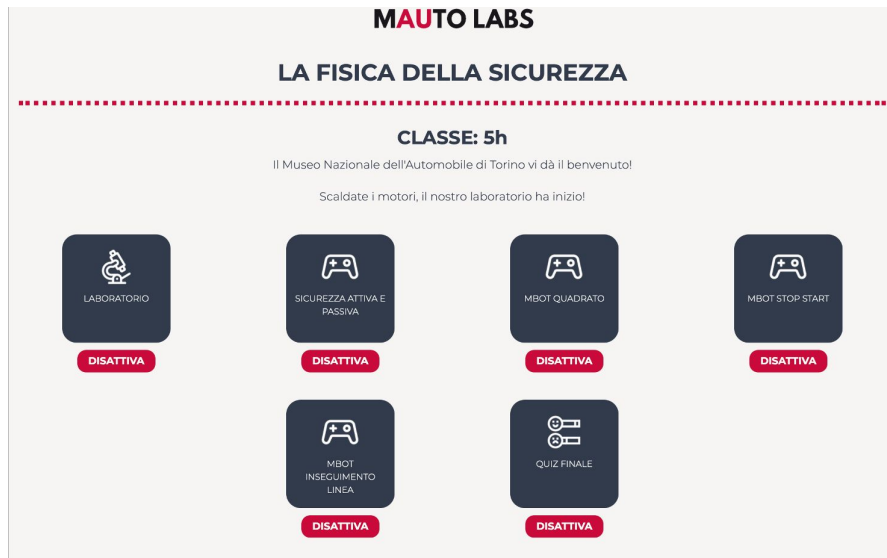 MAUTO LABS
LA FISICA DELLA SICUREZZA
CLASSE: 5h
Il Museo Nazionale dell'Automobile di Torino vi dà il benvenuto!
Scaldate i motori, il nostro laboratorio ha inizio!
LABORATORIO
DISATTIVA
SICUREZZA ATTIVA E
PASSIVA
DISATTIVA
MBOT QUADRATO
DISATTIVA
MBOT STOP START
DISATTIVA
MBOT
INSEGUIMENTO
LINEA
DISATTIVA
QUIZ FINALE
DISATTIVA